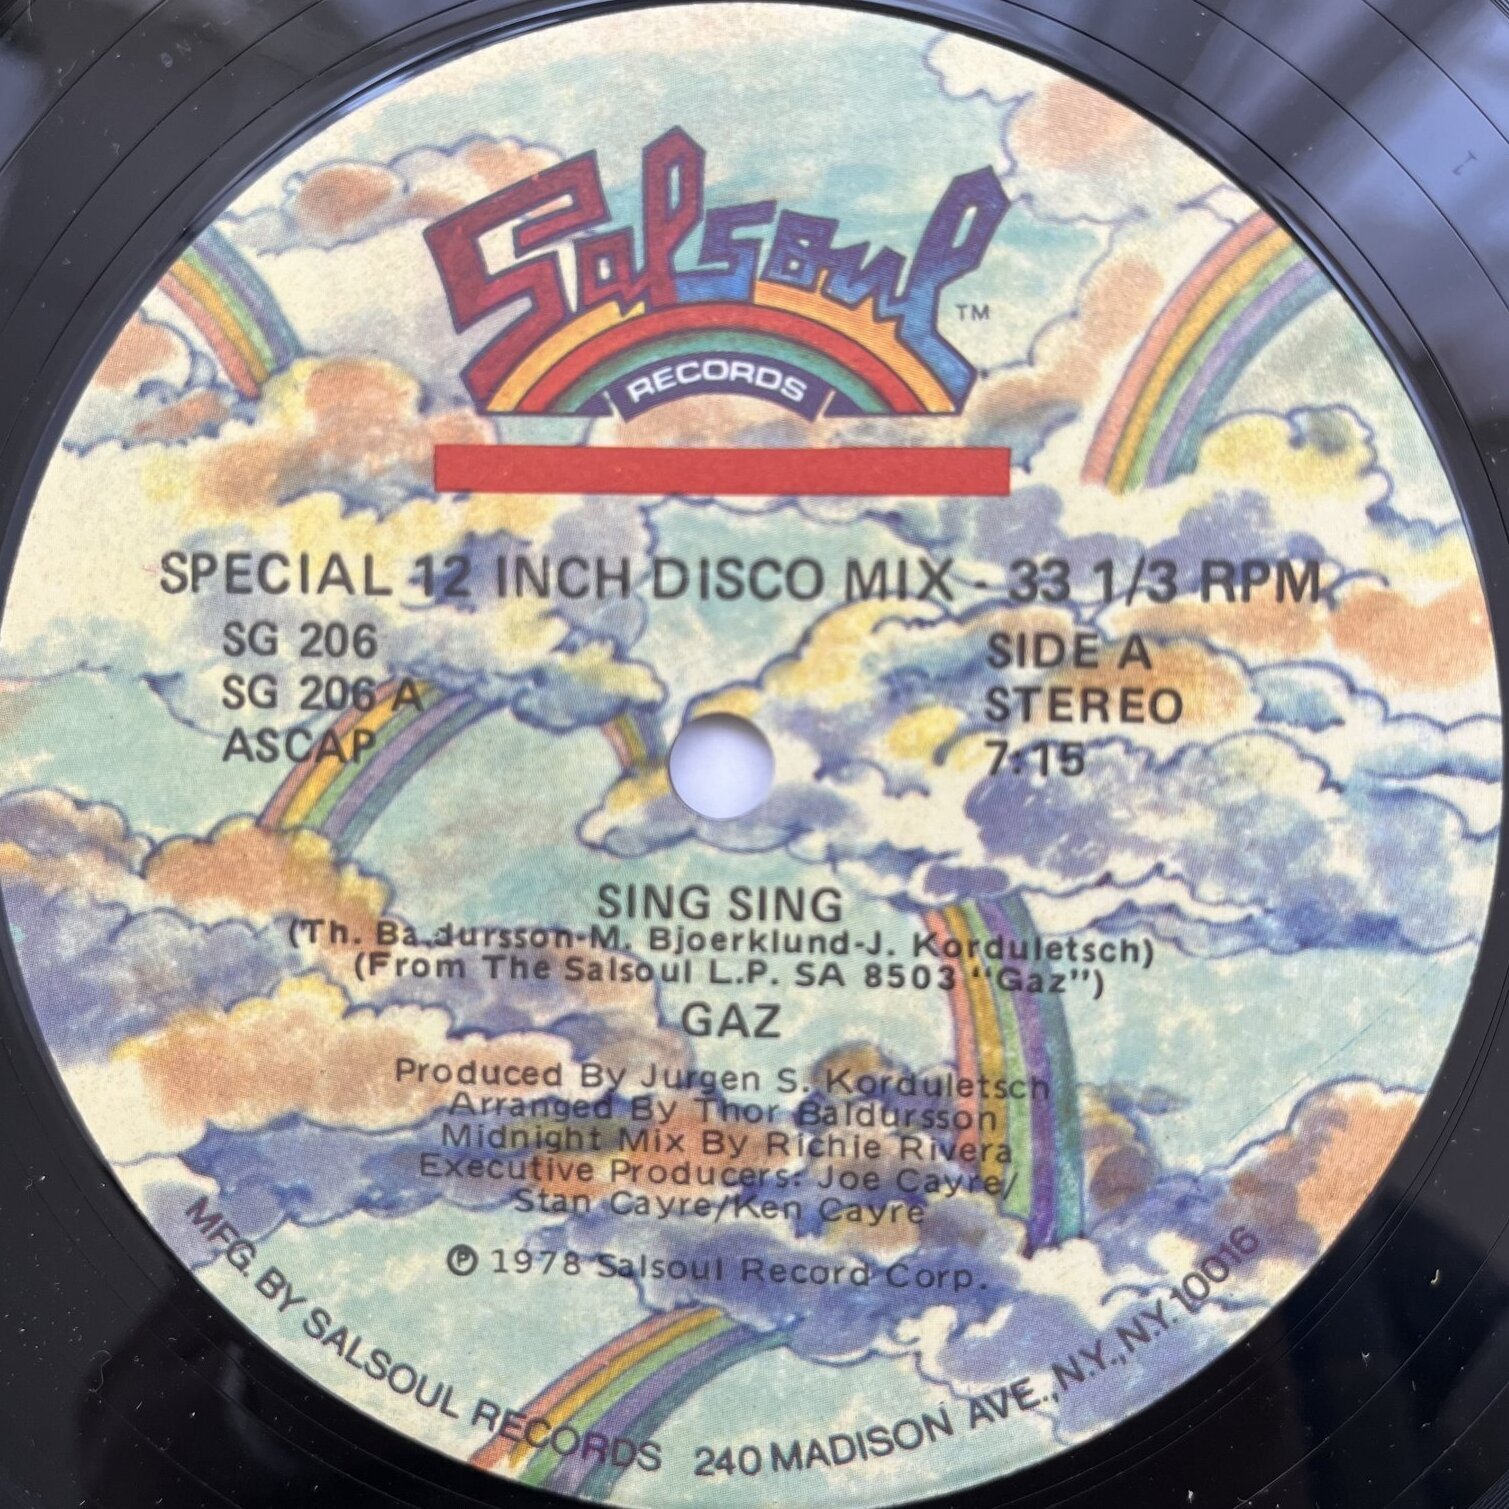 Salsoul TM
RECORDS
SPECIAL 12 INCH DISCO MIX - 33 1/3 RPM
SG 206
SG 206 A
ASCAP
SIDE A
STEREO
7:15
SING SING
(Th. Baldursson-M. Bjoerklund-J. Korduletsch)
(From The Salsoul L.P. SA 8503 "Gaz")
GAZ
Produced By Jurgen S. Korduletsch
Arranged By Thor Baldursson
Midnight Mix By Richie Rivera
Executive Producers: Joe Cayre/
Stan Cayre/Ken Cayre
℗ 1978 Salsoul Record Corp.
MFG. BY SALSOUL RECORDS 240 MADISON AVE., N.Y., N.Y. 10016